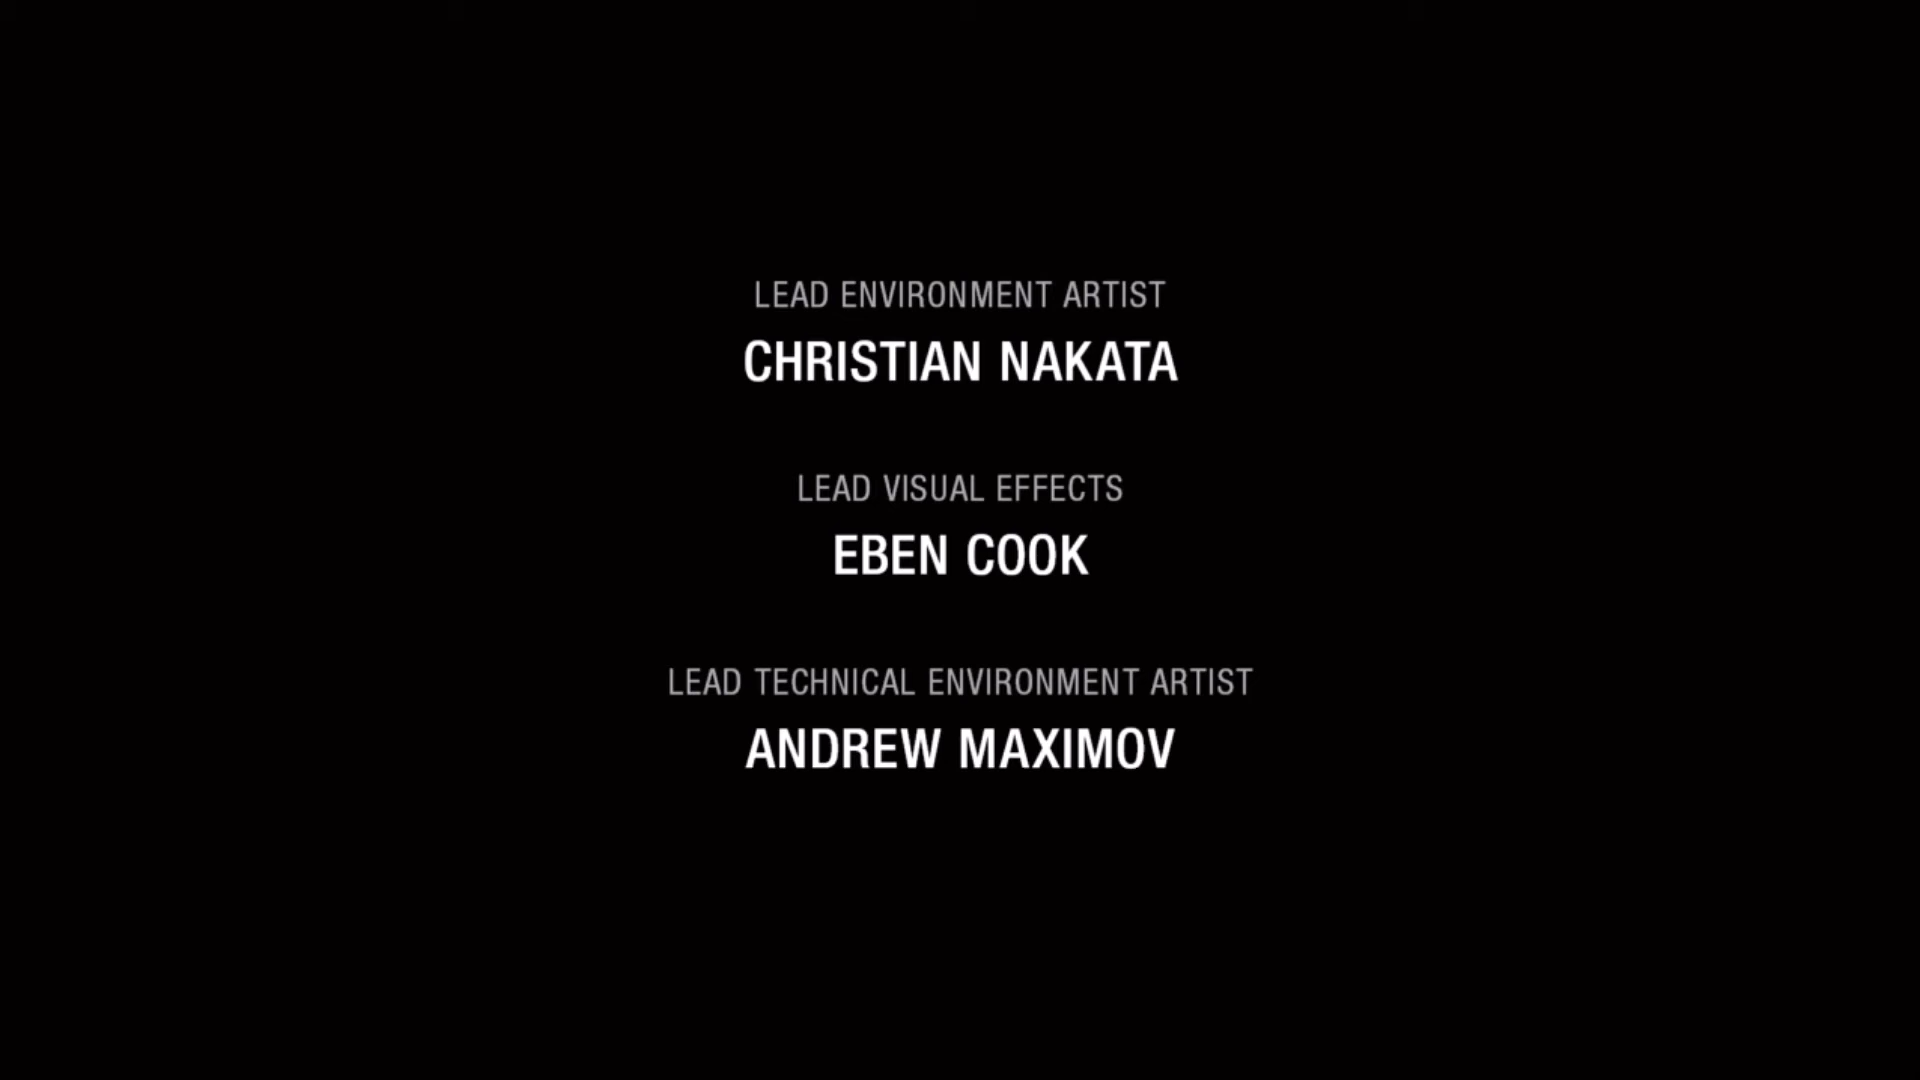 LEAD ENVIRONMENT ARTIST
CHRISTIAN NAKATA
LEAD VISUAL EFFECTS
EBEN COOK
LEAD TECHNICAL ENVIRONMENT ARTIST
ANDREW MAXIMOV